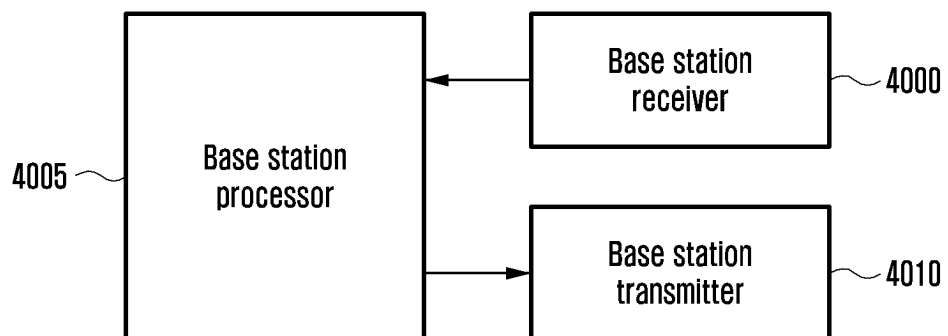 Base station
receiver
4000
4005
Base station
processor
Base station
transmitter
4010